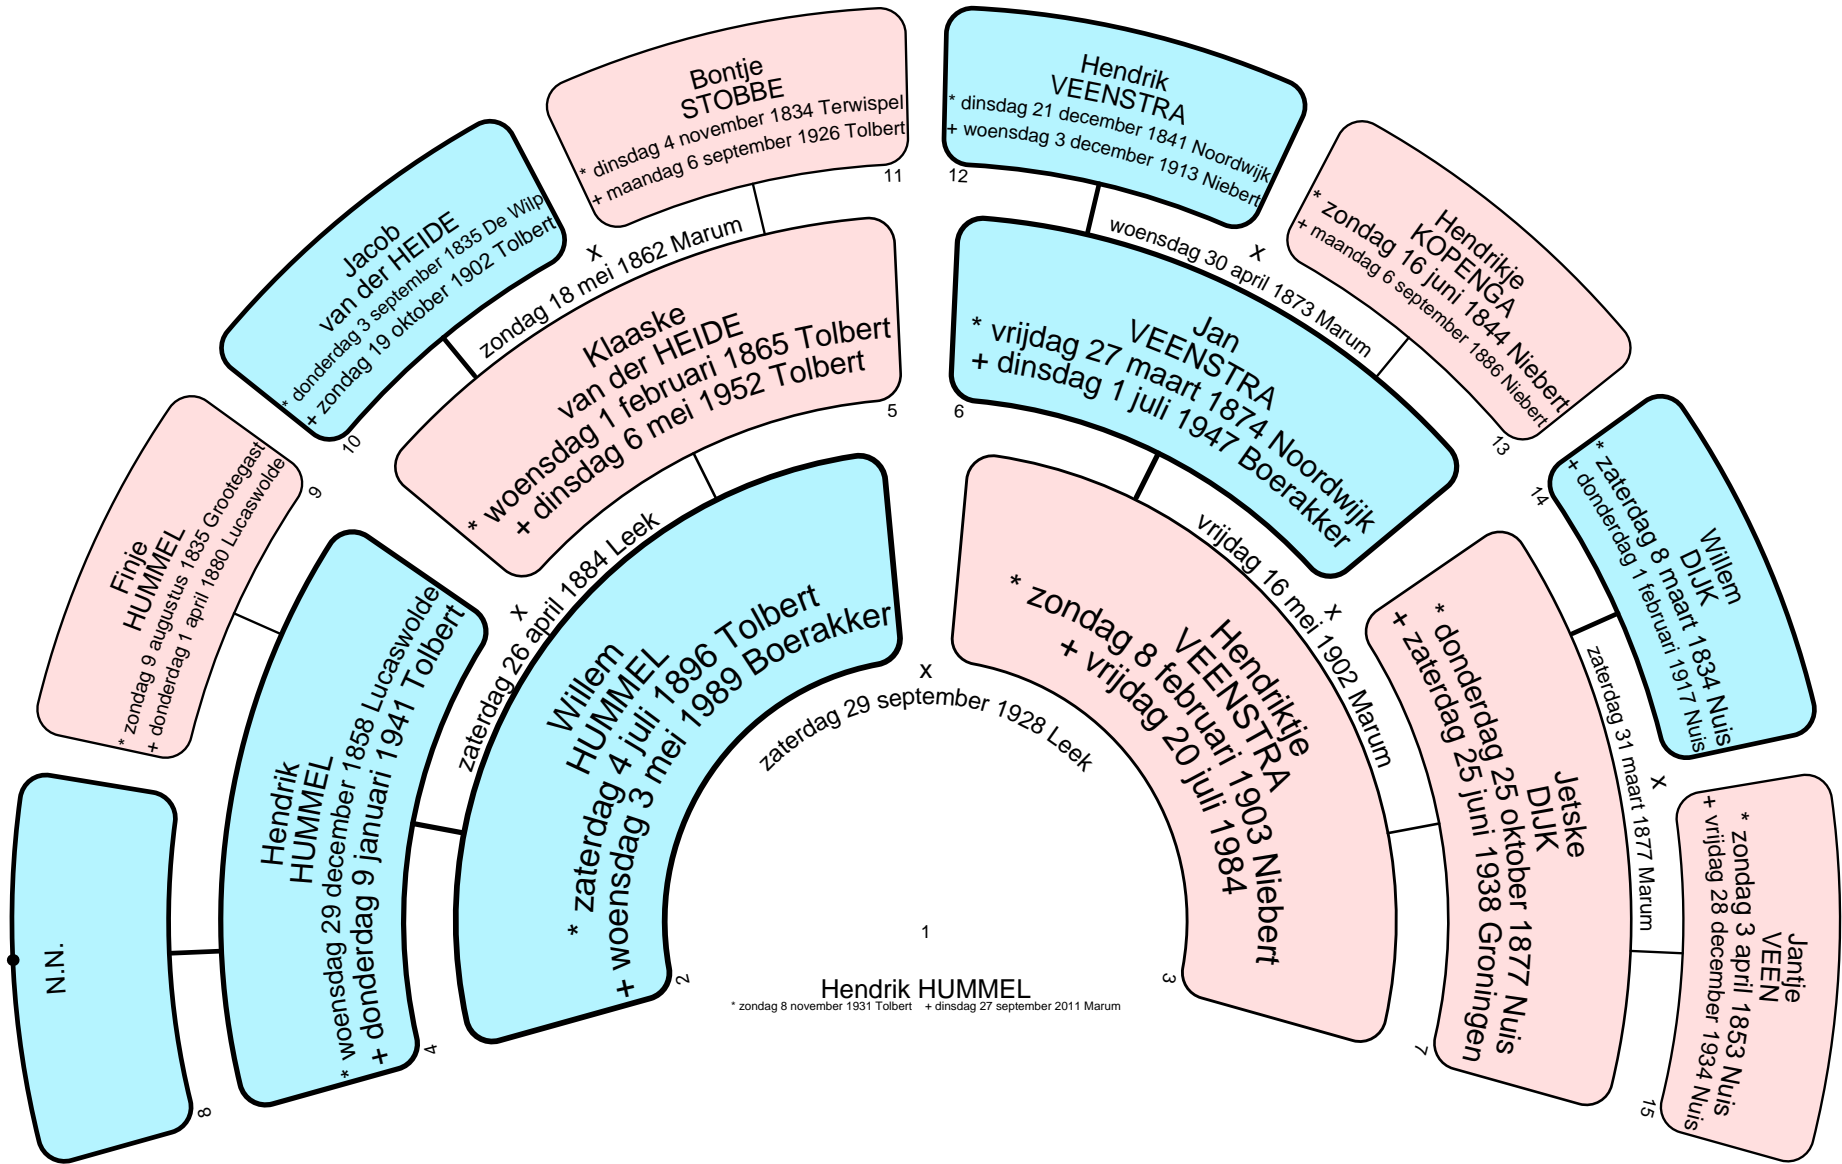 1
Hendrik HUMMEL
* zondag 8 november 1931 Tolbert + dinsdag 27 september 2011 Marum
2
Willem
HUMMEL
* zaterdag 4 juli 1896 Tolbert
+ woensdag 3 mei 1989 Boerakker
x
zaterdag 29 september 1928 Leek
3
Hendriktje
VEENSTRA
* zondag 8 februari 1903 Niebert
+ vrijdag 20 juli 1984
4
Hendrik
HUMMEL
* woensdag 29 december 1858 Lucaswolde
+ donderdag 9 januari 1941 Tolbert
x
zaterdag 26 april 1884 Leek
5
Klaaske
van der HEIDE
* woensdag 1 februari 1865 Tolbert
+ dinsdag 6 mei 1952 Tolbert
6
Jan
VEENSTRA
* vrijdag 27 maart 1874 Noordwijk
+ dinsdag 1 juli 1947 Boerakker
x
vrijdag 16 mei 1902 Marum
7
Jetske
DIJK
* donderdag 25 oktober 1877 Nuis
+ zaterdag 25 juni 1938 Groningen
8
N.N.
9
Finje
HUMMEL
* zondag 9 augustus 1835 Grootegast
+ donderdag 1 april 1880 Lucaswolde
10
Jacob
van der HEIDE
* donderdag 3 september 1835 De Wilp
+ zondag 19 oktober 1902 Tolbert
x
zondag 18 mei 1862 Marum
11
Bontje
STOBBE
* dinsdag 4 november 1834 Terwispel
+ maandag 6 september 1926 Tolbert
12
Hendrik
VEENSTRA
* dinsdag 21 december 1841 Noordwijk
+ woensdag 3 december 1913 Niebert
x
woensdag 30 april 1873 Marum
13
Hendrikje
KOPENGA
* zondag 16 juni 1844 Niebert
+ maandag 6 september 1886 Niebert
14
Willem
DIJK
* zaterdag 8 maart 1834 Nuis
+ donderdag 1 februari 1917 Nuis
x
zaterdag 31 maart 1877 Marum
15
Jantje
VEEN
* zondag 3 april 1853 Nuis
+ vrijdag 28 december 1934 Nuis